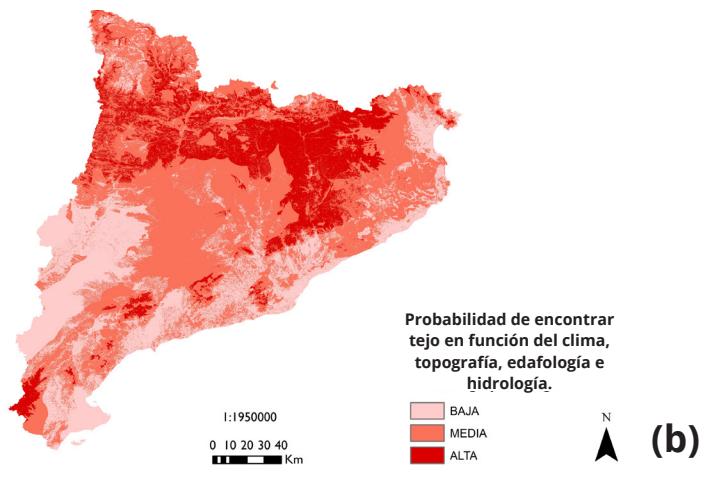 Probabilidad de encontrar
tejo en función del clima,
topografía, edafología e
hidrología.
BAJA
MEDIA
ALTA
1:1950000
0 10 20 30 40
Km
N
(b)